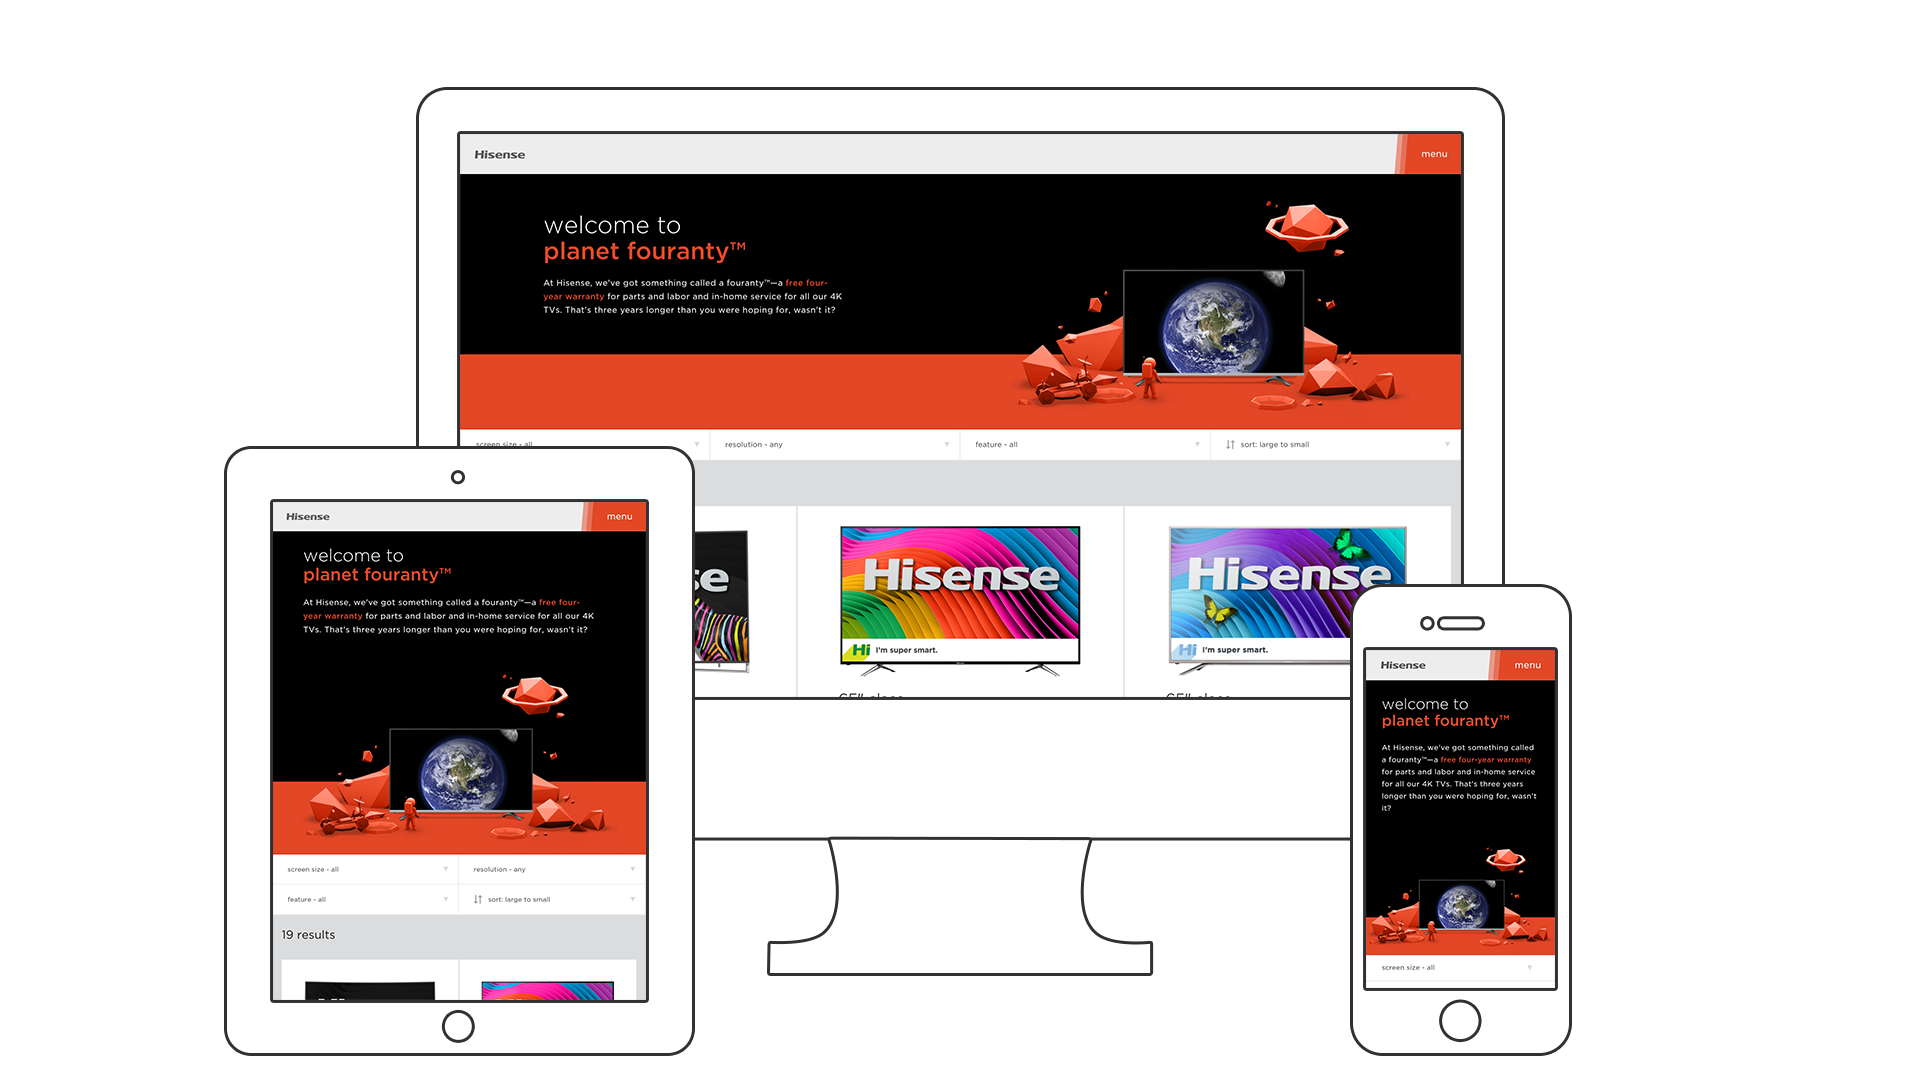 Hisense
menu
welcome to
planet fouranty™
At Hisense, we've got something called a fouranty™—a free four-
year warranty for parts and labor and in-home service for all our 4K
TVs. That's three years longer than you were hoping for, wasn't it?
screen size - all
resolution - any
feature - all
sort: large to small
se
Hisense
Hi I'm super smart.
Hisense
Hi I'm super smart.
65" class
65" class
Hisense
menu
welcome to
planet fouranty™
At Hisense, we've got something called a fouranty™—a free four-
year warranty for parts and labor and in-home service for all our 4K
TVs. That's three years longer than you were hoping for, wasn't it?
screen size - all
resolution - any
feature - all
sort: large to small
19 results
Hisense
menu
welcome to
planet fouranty™
At Hisense, we've got something called
a fouranty™—a free four-year warranty
for parts and labor and in-home service
for all our 4K TVs. That's three years
longer than you were hoping for, wasn't
it?
screen size - all